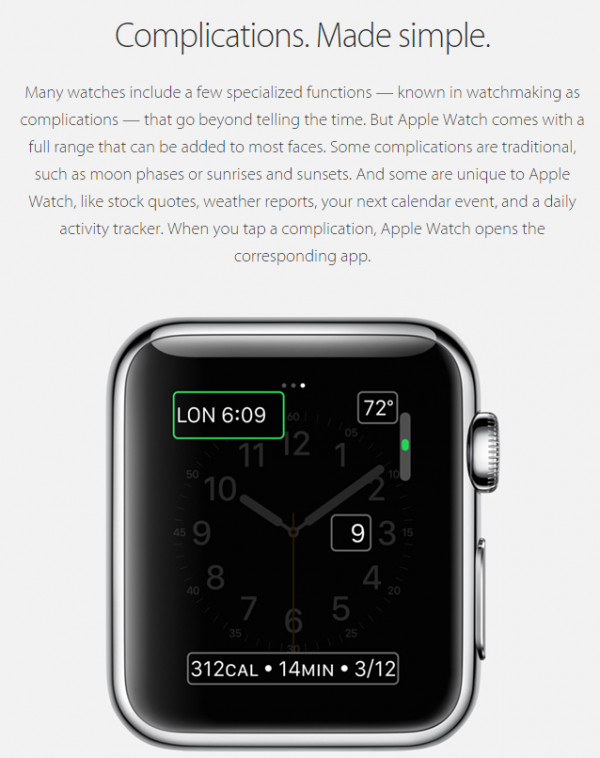 Complications. Made simple.
Many watches include a few specialized functions — known in watchmaking as
complications — that go beyond telling the time. But Apple Watch comes with a
full range that can be added to most faces. Some complications are traditional,
such as moon phases or sunrises and sunsets. And some are unique to Apple
Watch, like stock quotes, weather reports, your next calendar event, and a daily
activity tracker. When you tap a complication, Apple Watch opens the
corresponding app.
LON 6:09
72°
60
05
11 12 1
50
10 2
10
45 9 9 3 15
8 4
40
20
7 6 5
35
25
30
312CAL • 14MIN • 3/12